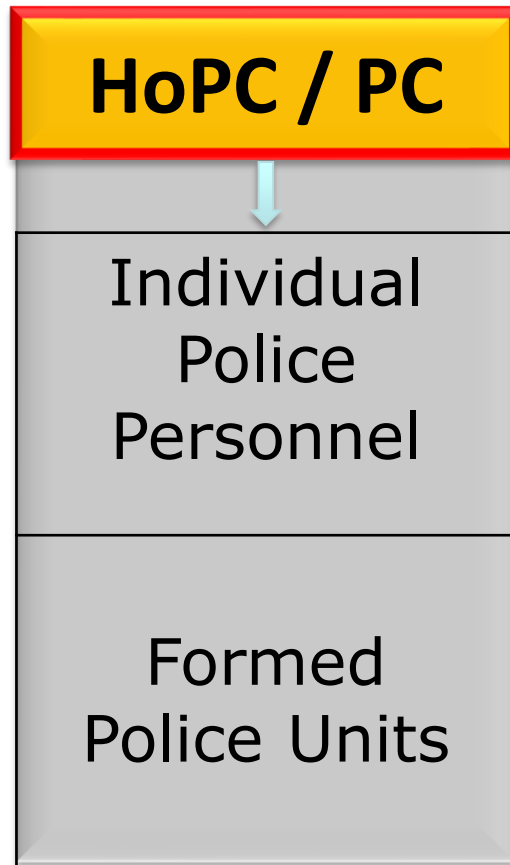 HoPC / PC
Individual
Police
Personnel
Formed
Police Units